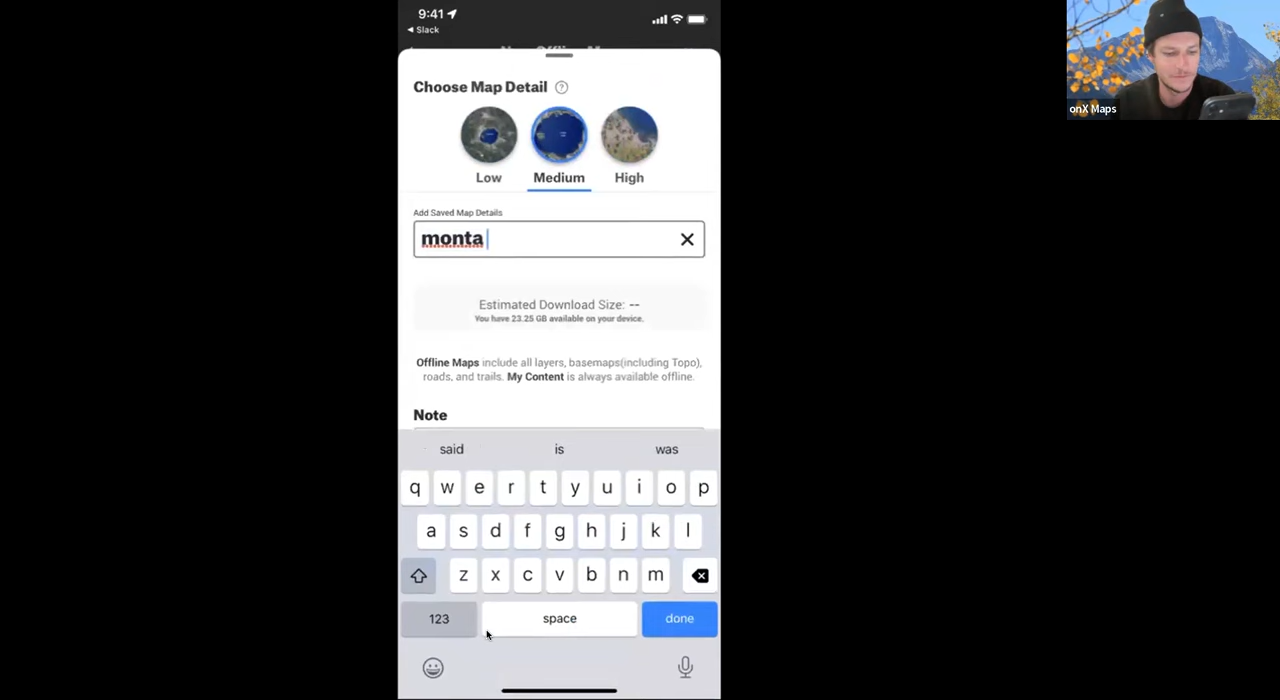 9:41
◀ Slack
New Offline M
Choose Map Detail ?
Low Medium High
Add Saved Map Details
monta
Estimated Download Size: --
You have 23.25 GB available on your device.
Offline Maps include all layers, basemaps(including Topo),
roads, and trails. My Content is always available offline.
Note
said is was
q w e r t y u i o p
a s d f g h j k l
z x c v b n m
123 space done
onX Maps